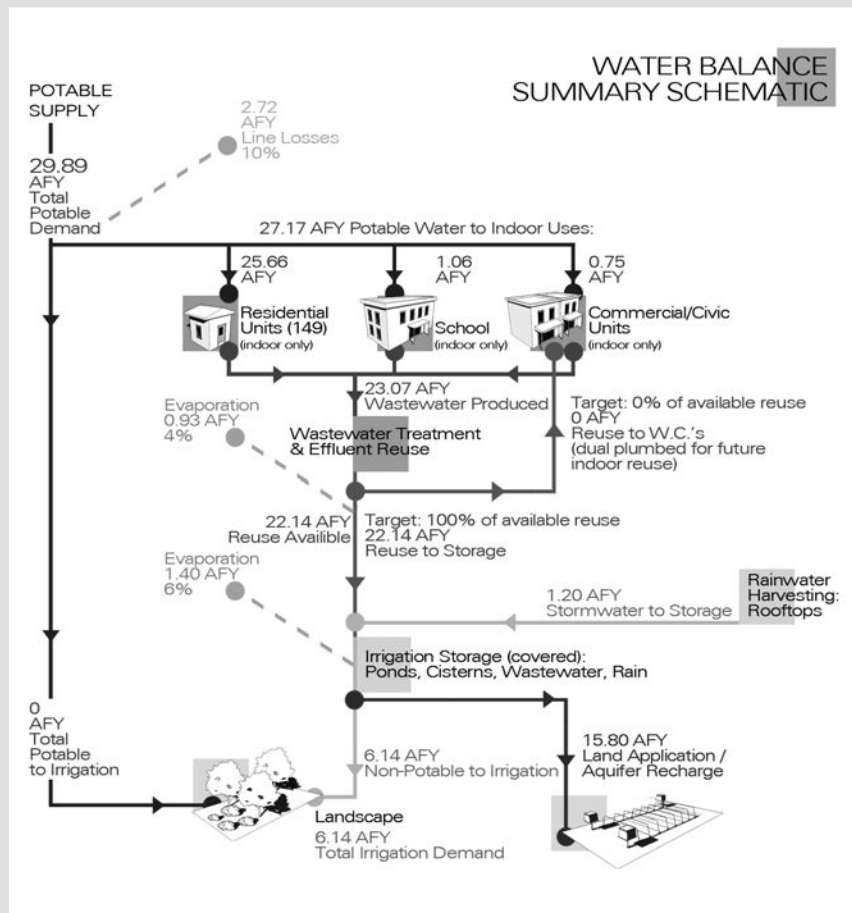 WATER BALANCE
SUMMARY SCHEMATIC
POTABLE
SUPPLY
2.72
AFY
Line Losses
10%
29.89
AFY
Total
Potable
Demand
27.17 AFY Potable Water to Indoor Uses:
25.66
AFY
1.06
AFY
0.75
AFY
Residential
Units (149)
(indoor only)
School
(indoor only)
Commercial/Civic
Units
(indoor only)
23.07 AFY
Wastewater Produced
Evaporation
0.93 AFY
4%
Wastewater Treatment
& Effluent Reuse
Target: 0% of available reuse
0 AFY
Reuse to W.C.'s
(dual plumbed for future
indoor reuse)
22.14 AFY
Reuse Availible
Target: 100% of available reuse
22.14 AFY
Reuse to Storage
Evaporation
1.40 AFY
6%
1.20 AFY
Stormwater to Storage
Rainwater
Harvesting:
Rooftops
Irrigation Storage (covered):
Ponds, Cisterns, Wastewater, Rain
0
AFY
Total
Potable
to Irrigation
6.14 AFY
Non-Potable to Irrigation
15.80 AFY
Land Application /
Aquifer Recharge
Landscape
6.14 AFY
Total Irrigation Demand